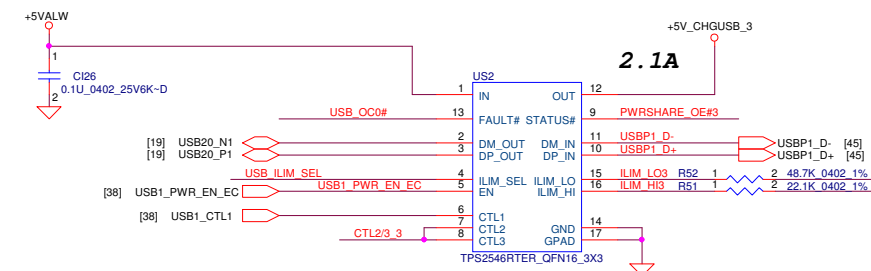 +5VALW
+5V_CHGUSB_3
2.1A
1
CI26
0.1U_0402_25V6K~D
2
US2
1 IN OUT 12
USB_OC0# 13 FAULT# STATUS# 9 PWRSHARE_OE#3
[19] USB20_N1 2 DM_OUT DM_IN 11 USBP1_D- USBP1_D- [45]
[19] USB20_P1 3 DP_OUT DP_IN 10 USBP1_D+ USBP1_D+ [45]
USB_ILIM_SEL 4 ILIM_SEL ILIM_LO 15 ILIM_LO3 R52 1 2 48.7K_0402_1%
[38] USB1_PWR_EN_EC USB1_PWR_EN_EC 5 EN ILIM_HI 16 ILIM_HI3 R51 1 2 22.1K_0402_1%
[38] USB1_CTL1 6 CTL1
7 CTL2 GND 14
CTL2/3_3 8 CTL3 GPAD 17
TPS2546RTER_QFN16_3X3